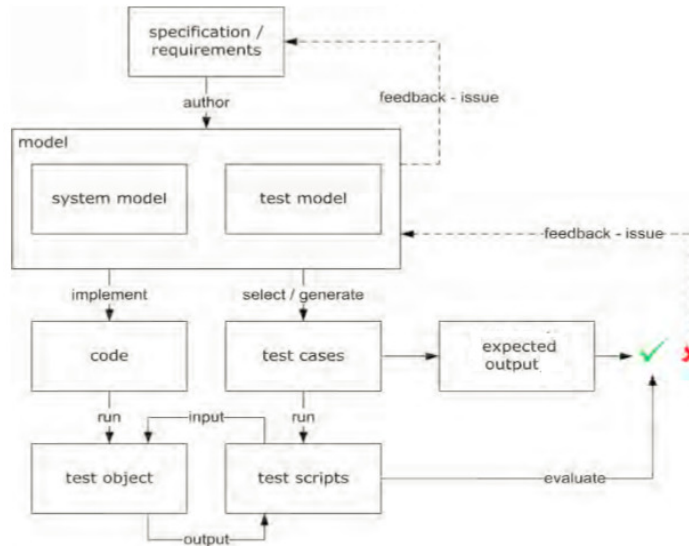 specification /
requirements
author
feedback - issue
model
system model
test model
feedback - issue
implement
select / generate
code
test cases
expected
output
run
input
run
test object
test scripts
evaluate
output